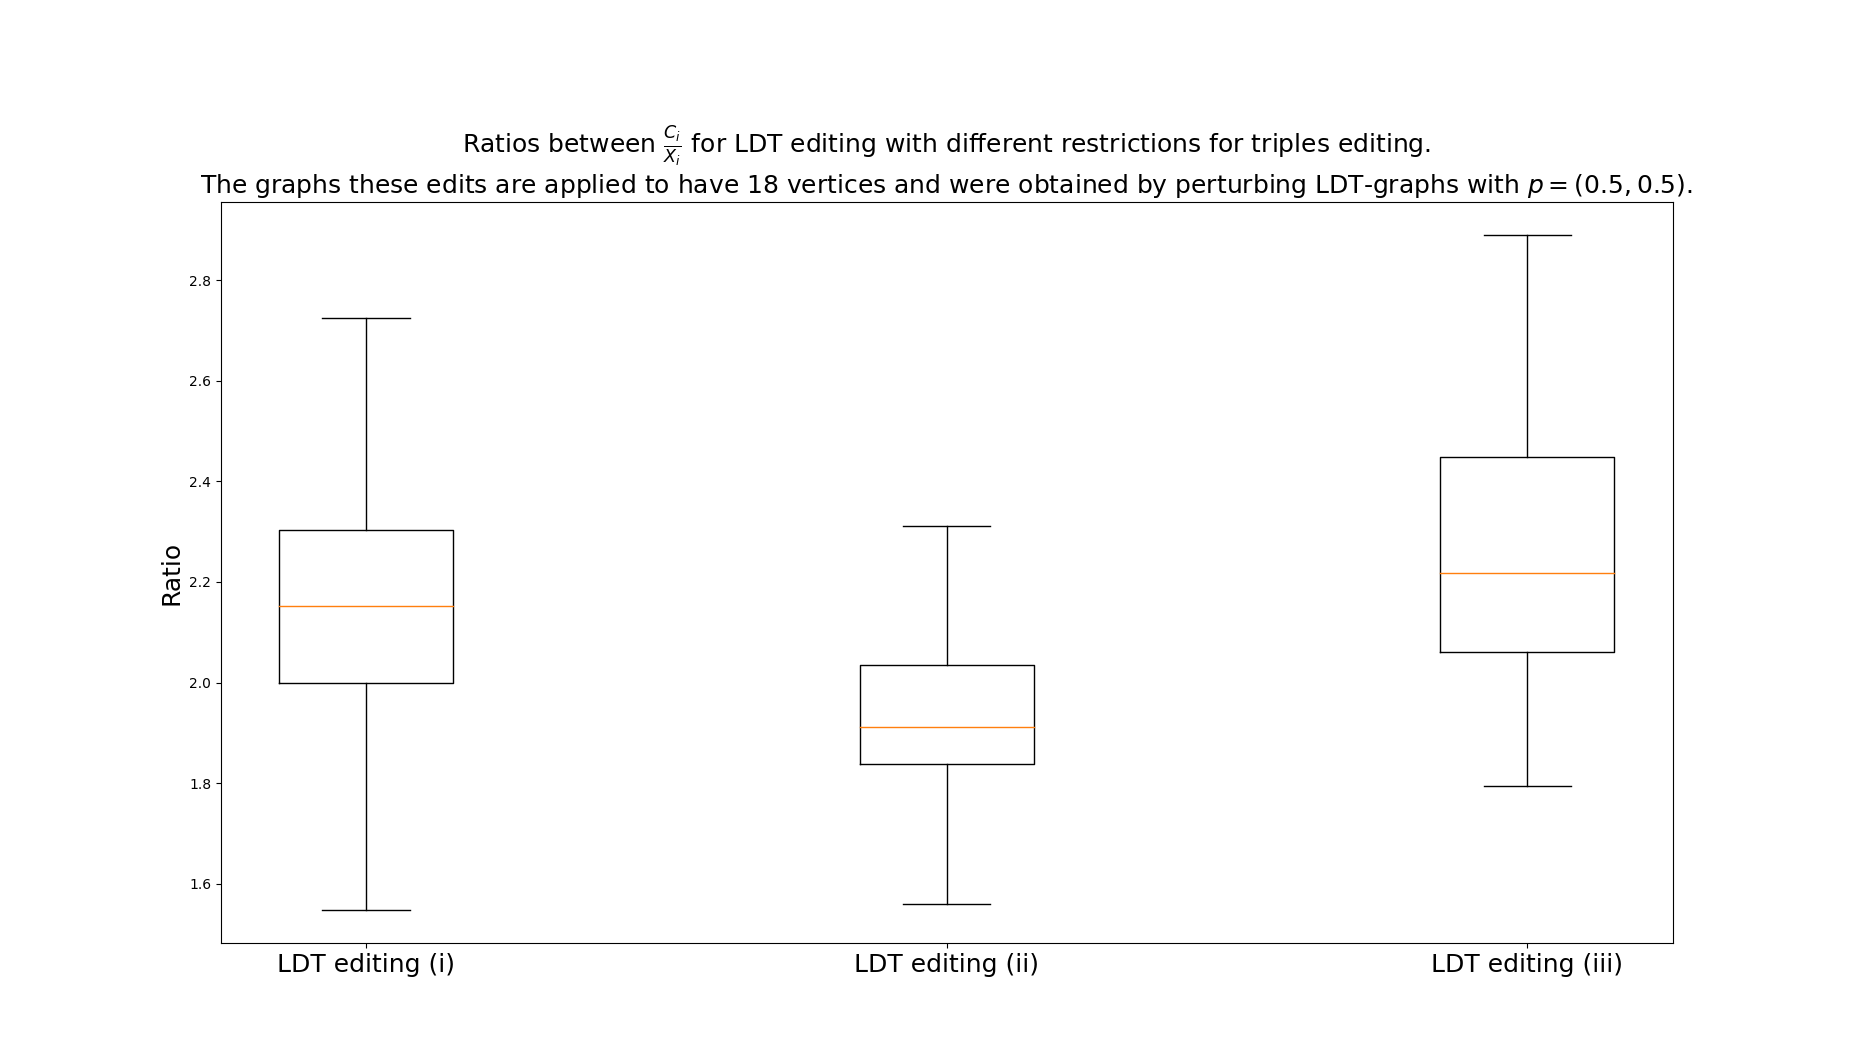 Ratios between C_i/X_i for LDT editing with different restrictions for triples editing.
The graphs these edits are applied to have 18 vertices and were obtained by perturbing LDT-graphs with p = (0.5, 0.5).
Ratio
2.8
2.6
2.4
2.2
2.0
1.8
1.6
LDT editing (i)
LDT editing (ii)
LDT editing (iii)